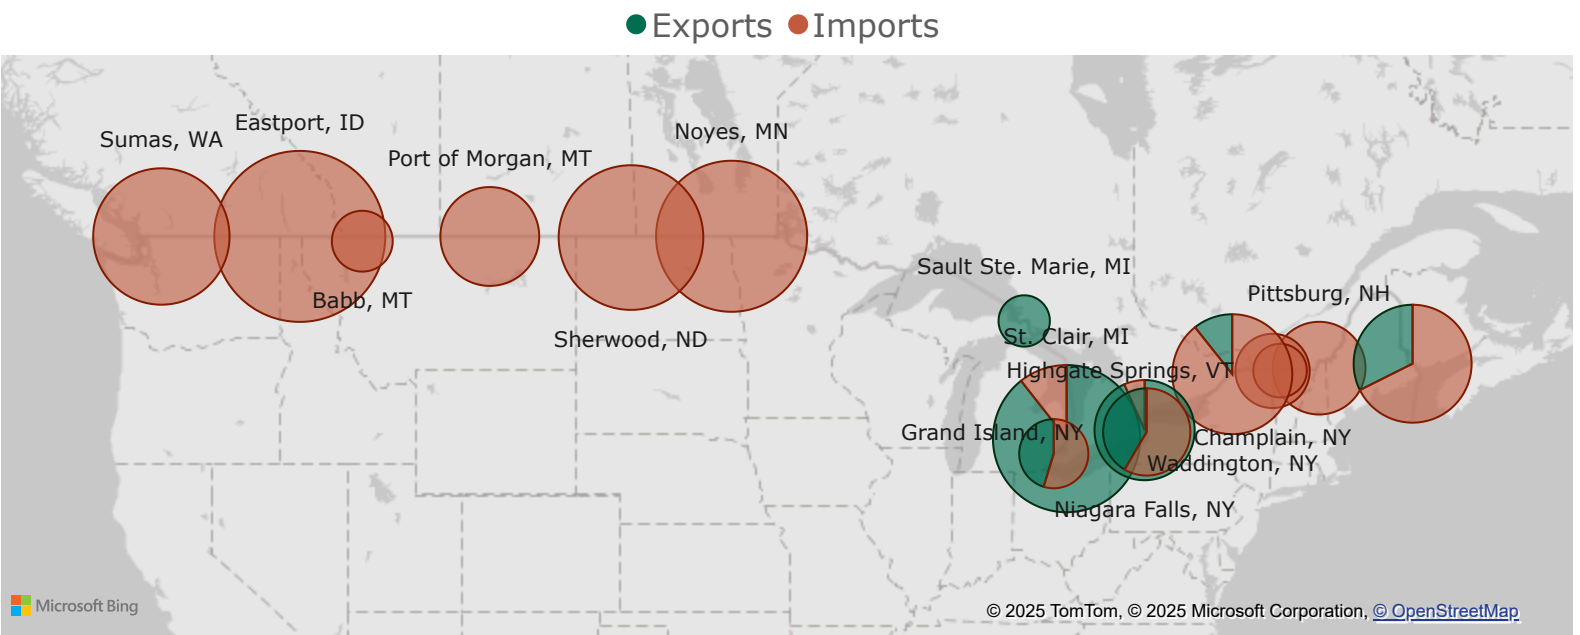 Exports Imports
Eastport, ID
Noyes, MN
Sumas, WA
Port of Morgan, MT
Sault Ste. Marie, MI
Pittsburg, NH
Babb, MT
St. Clair, MI
Sherwood, ND
Highgate Springs, VT
Grand Island, NY
Champlain, NY
Waddington, NY
Niagara Falls, NY
Microsoft Bing
© 2025 TomTom, © 2025 Microsoft Corporation, © OpenStreetMap